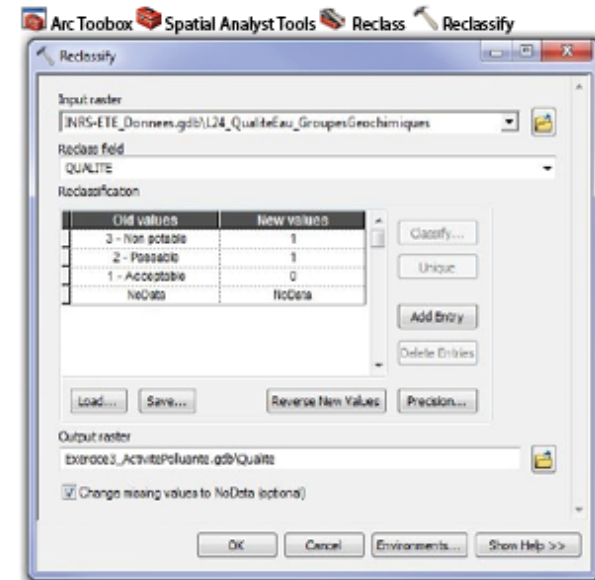 Arc Toobox Spatial Analyst Tools Reclass Reclassify
Reclassify
Input raster
INRS-ETE_Donnees.gdb\L24_QualiteEau_GroupesGeochimiques
Reclass field
QUALITE
Reclassification
Old values New values
3 - Non potable 1
2 - Passable 1
1 - Acceptable 0
NoData NoData
Classify...
Unique
Add Entry
Delete Entries
Load... Save... Reverse New Values Precision...
Output raster
Exercice3_ActivitePolluante.gdb\Qualite
Change missing values to NoData (optional)
OK Cancel Environments... Show Help >>